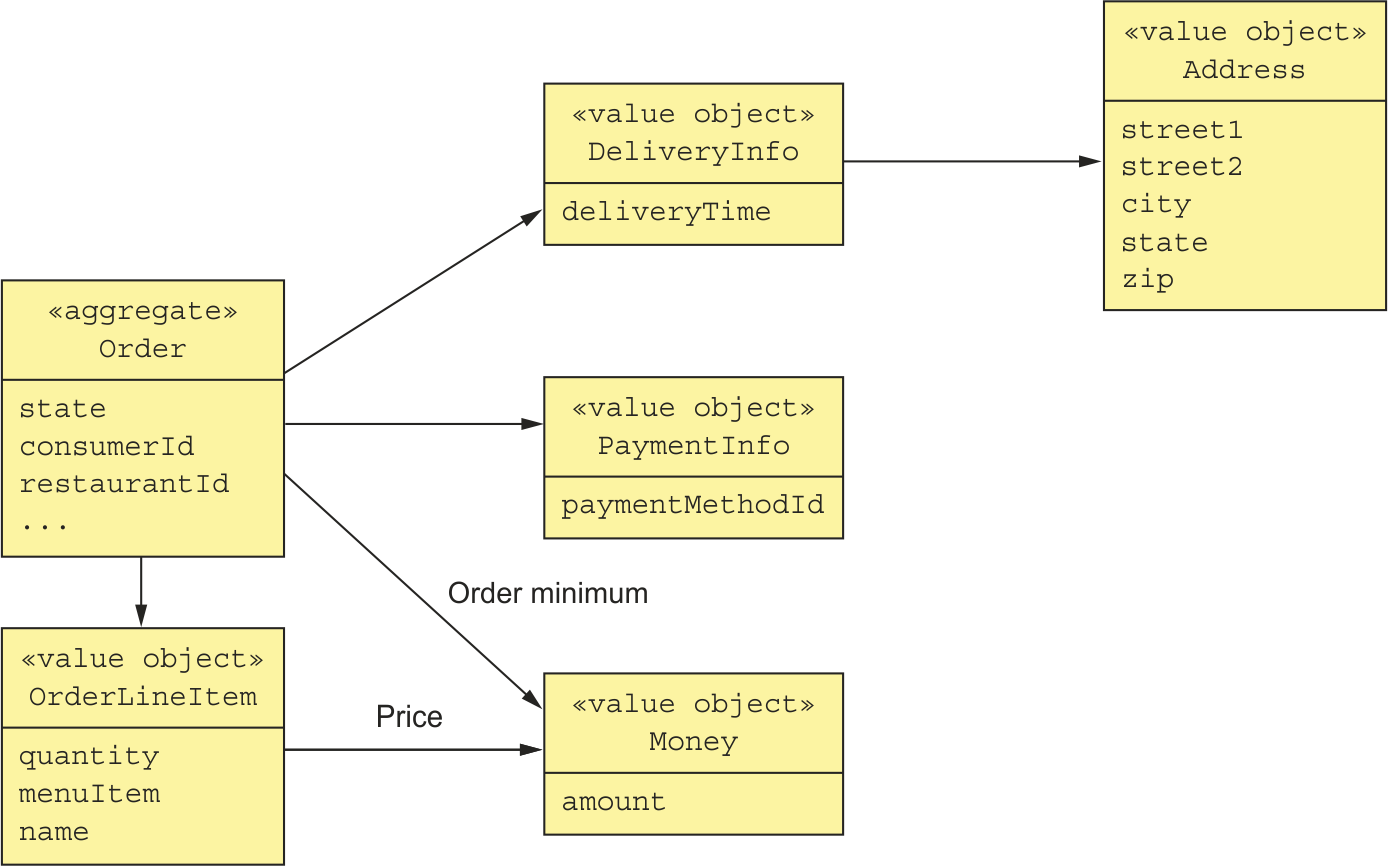 «value object»
Address
street1
street2
city
state
zip
«value object»
DeliveryInfo
deliveryTime
«aggregate»
Order
state
consumerId
restaurantId
...
«value object»
PaymentInfo
paymentMethodId
Order minimum
«value object»
OrderLineItem
quantity
menuItem
name
Price
«value object»
Money
amount